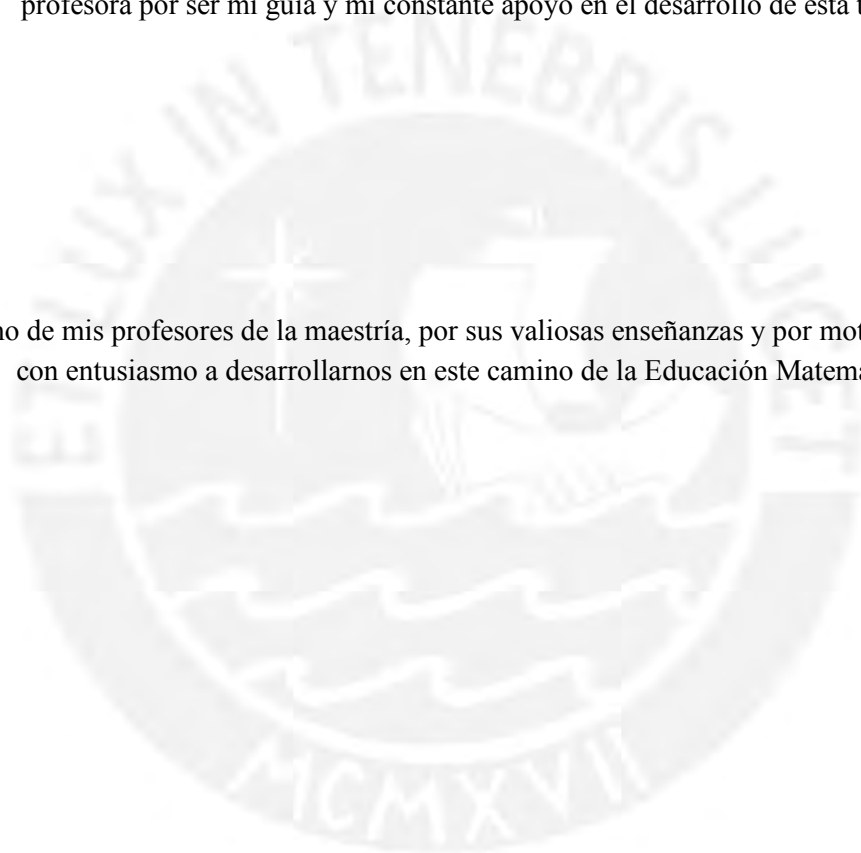 profesora por ser mi guía y mi constante apoyo en el desarrollo de esta t
ET LUX IN TENEBRIS LUCET
no de mis profesores de la maestría, por sus valiosas enseñanzas y por mot
con entusiasmo a desarrollarnos en este camino de la Educación Matema
MCMXVII